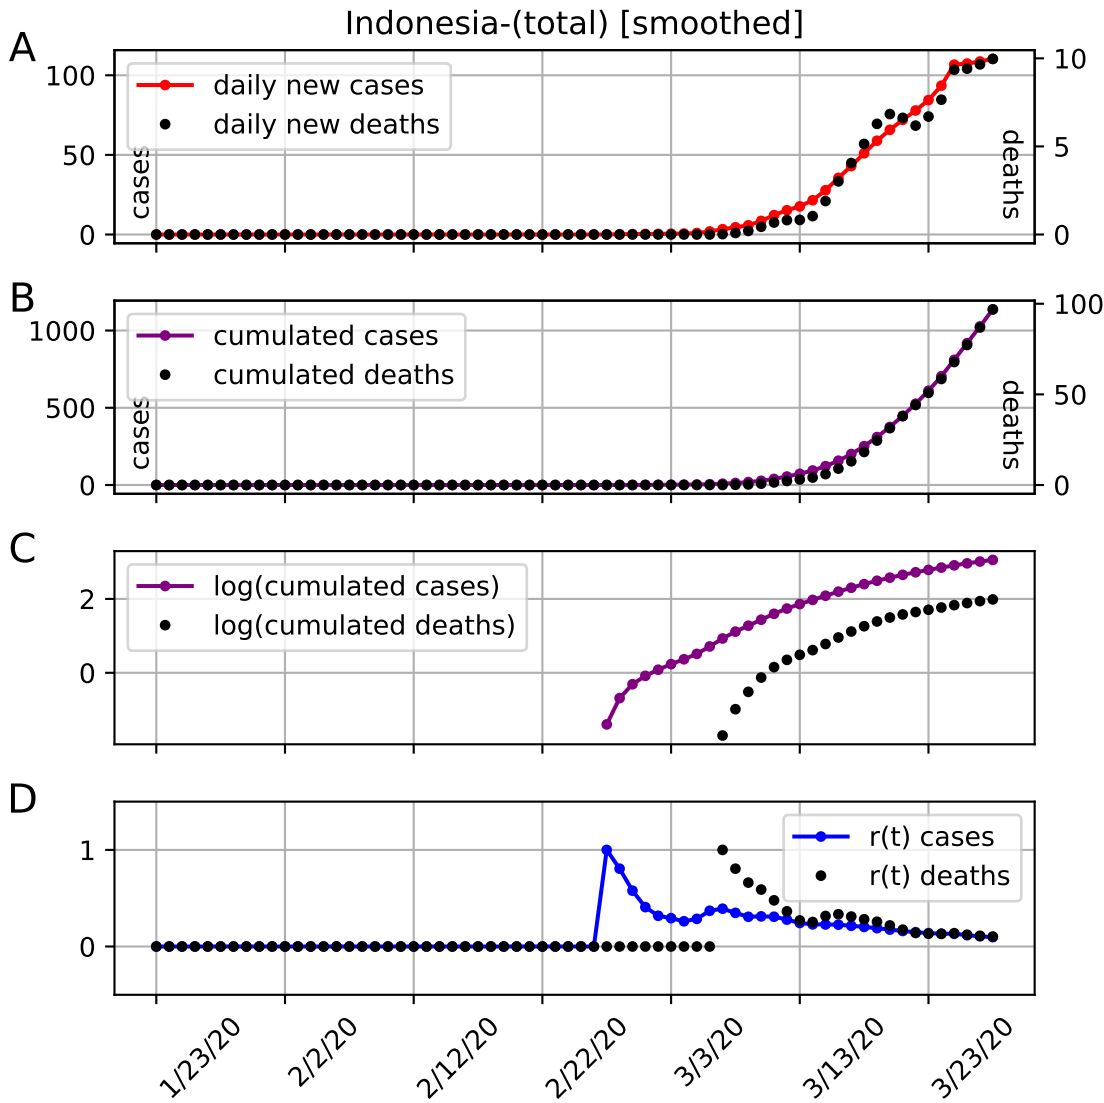 Indonesia-(total) [smoothed]
A
daily new cases
daily new deaths
100
50
0
cases
10
5
0
deaths
B
cumulated cases
cumulated deaths
1000
500
0
cases
100
50
0
deaths
C
log(cumulated cases)
log(cumulated deaths)
2
0
D
r(t) cases
r(t) deaths
1
0
1/23/20
2/2/20
2/12/20
2/22/20
3/3/20
3/13/20
3/23/20